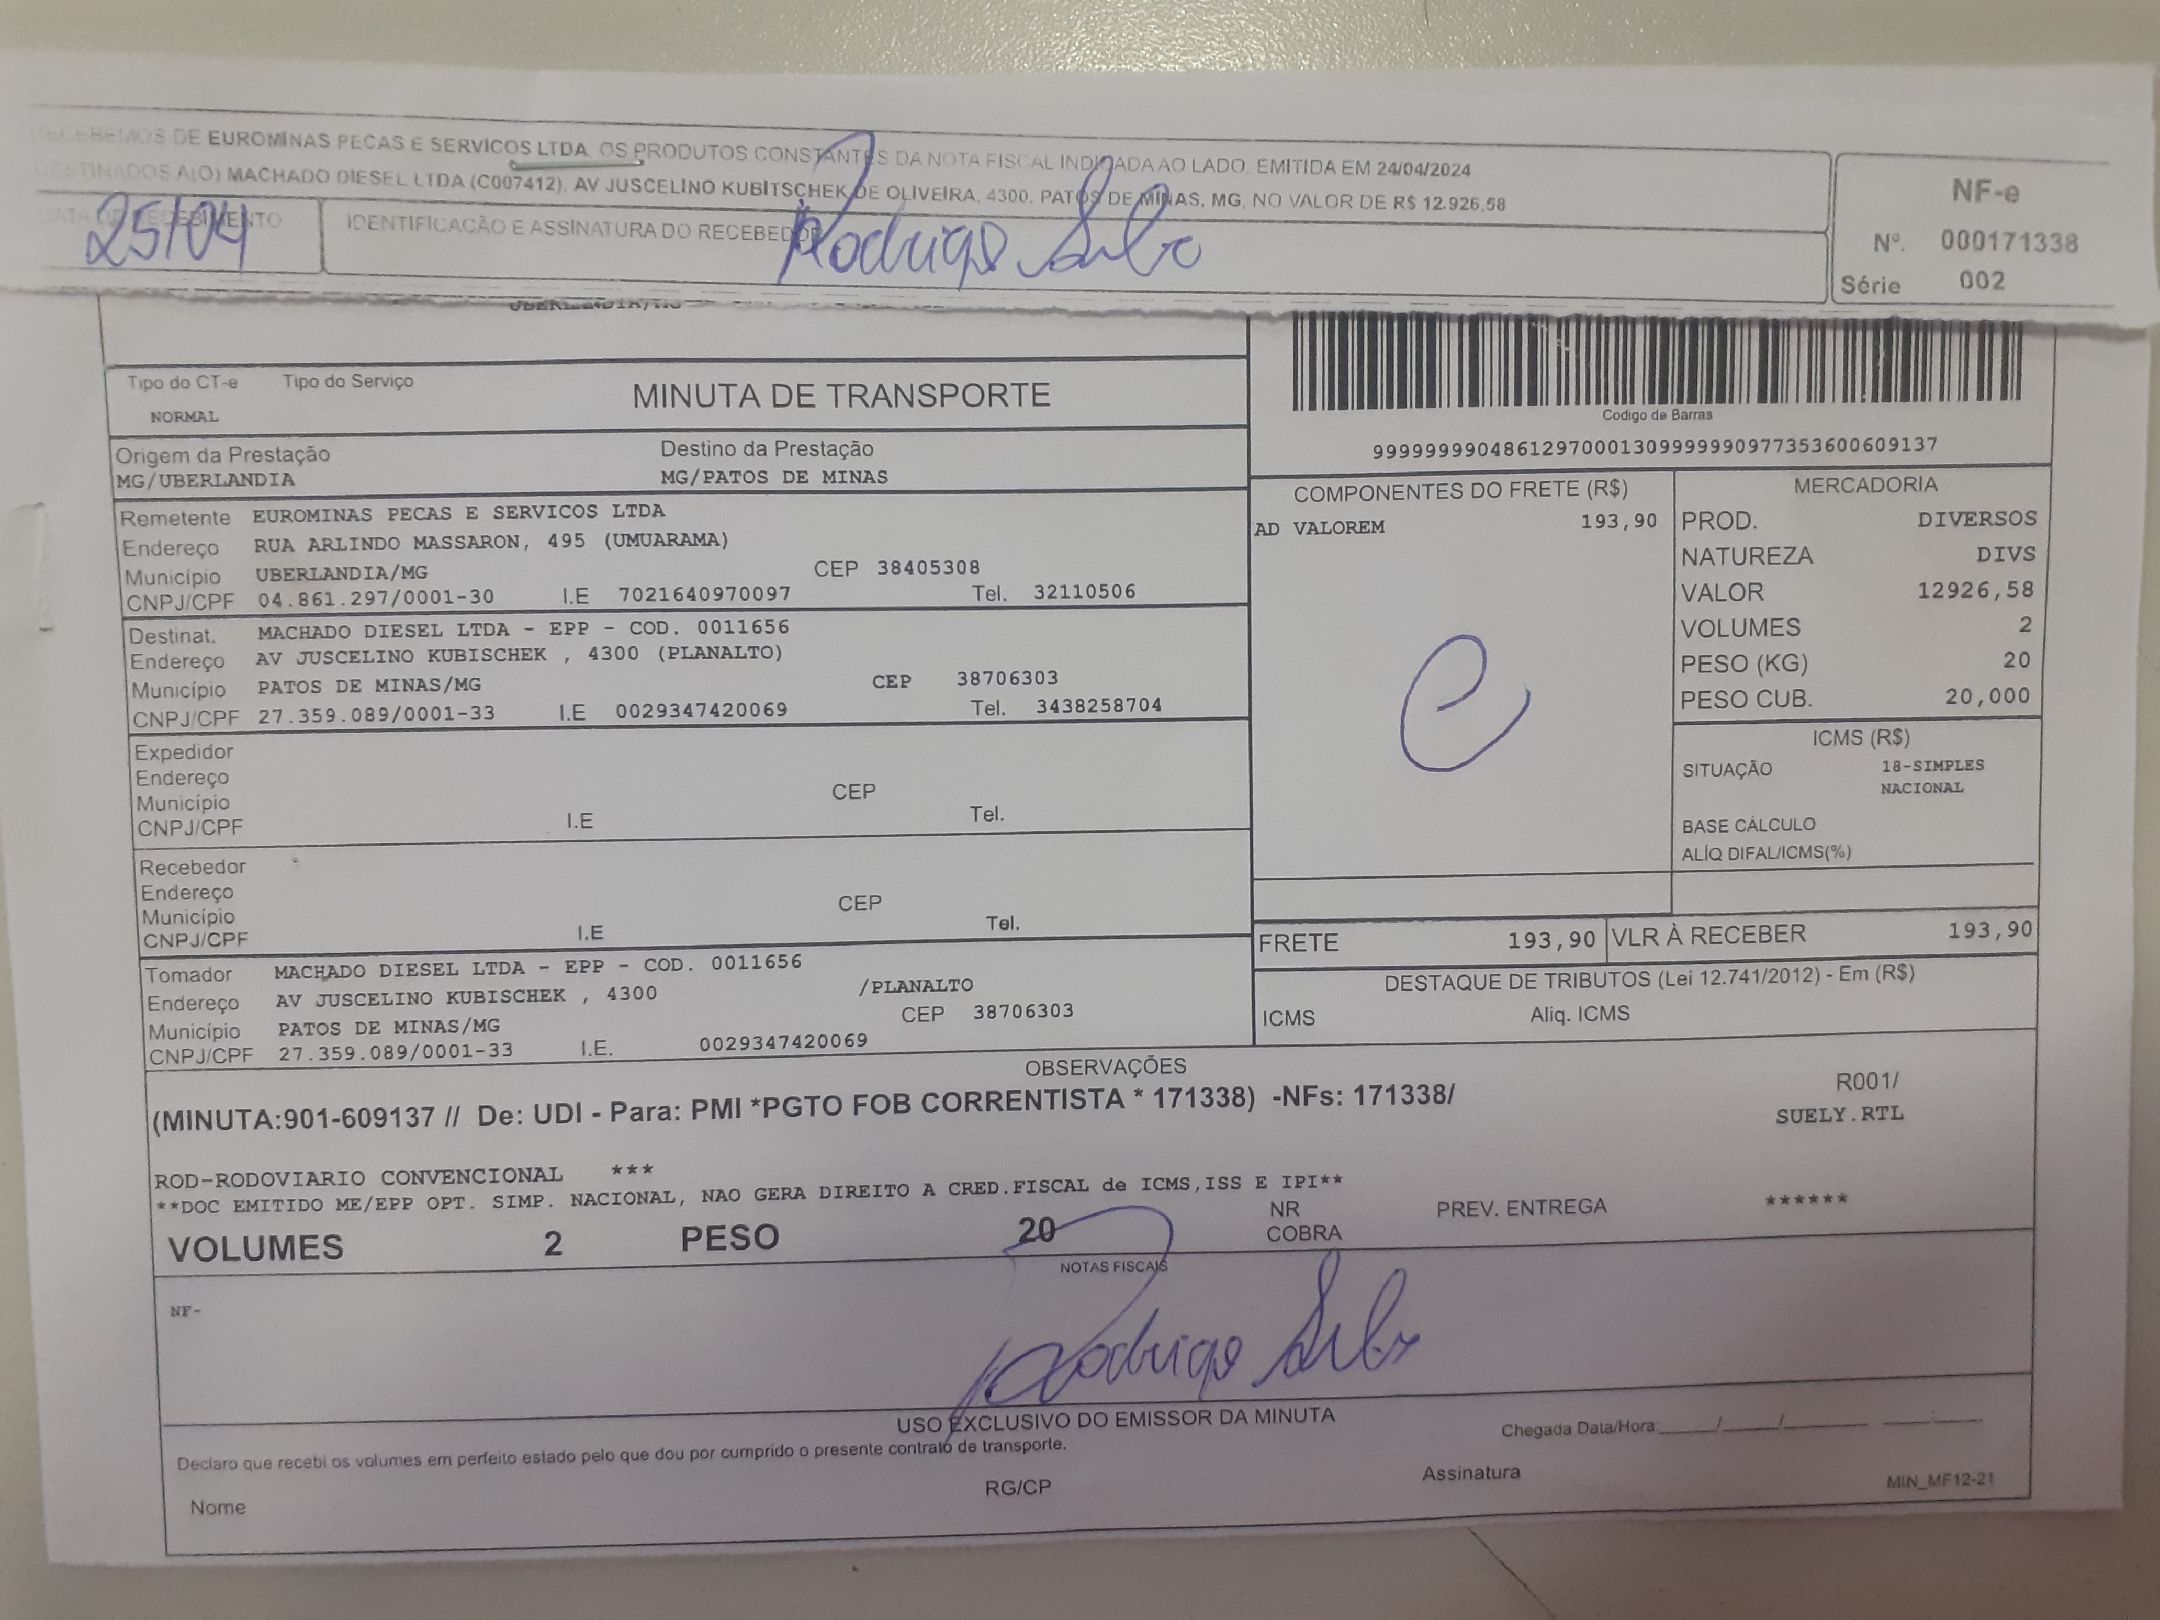 RECEBEMOS DE EUROMINAS PECAS E SERVICOS LTDA OS PRODUTOS CONSTANTES DA NOTA FISCAL INDICADA AO LADO. EMITIDA EM 24/04/2024
DESTINADOS A(O) MACHADO DIESEL LTDA (C007412), AV JUSCELINO KUBITSCHEK DE OLIVEIRA, 4300. PATOS DE MINAS, MG, NO VALOR DE R$ 12.926,58
DATA DE RECEBIMENTO
25/04
IDENTIFICACÃO E ASSINATURA DO RECEBEDOR
Rodrigo Silva
NF-e
Nº. 000171338
Série 002
UBERLANDIA/MG
Tipo do CT-e Tipo do Serviço
NORMAL
MINUTA DE TRANSPORTE
Codigo de Barras
Origem da Prestação Destino da Prestação
MG/UBERLANDIA MG/PATOS DE MINAS
Remetente EUROMINAS PECAS E SERVICOS LTDA
Endereço RUA ARLINDO MASSARON, 495 (UMUARAMA)
Município UBERLANDIA/MG CEP 38405308
CNPJ/CPF 04.861.297/0001-30 I.E 7021640970097 Tel. 32110506
Destinat. MACHADO DIESEL LTDA - EPP - COD. 0011656
Endereço AV JUSCELINO KUBISCHEK , 4300 (PLANALTO)
Município PATOS DE MINAS/MG CEP 38706303
CNPJ/CPF 27.359.089/0001-33 I.E 0029347420069 Tel. 3438258704
Expedidor
Endereço
Município CEP
CNPJ/CPF I.E Tel.
Recebedor
Endereço
Município CEP
CNPJ/CPF I.E Tel.
Tomador MACHADO DIESEL LTDA - EPP - COD. 0011656
Endereço AV JUSCELINO KUBISCHEK , 4300 /PLANALTO
Município PATOS DE MINAS/MG CEP 38706303
CNPJ/CPF 27.359.089/0001-33 I.E. 0029347420069
COMPONENTES DO FRETE (R$)
AD VALOREM 193,90
MERCADORIA
PROD. DIVERSOS
NATUREZA DIVS
VALOR 12926,58
VOLUMES 2
PESO (KG) 20
PESO CUB. 20,000
ICMS (R$)
SITUAÇÃO 18-SIMPLES
NACIONAL
BASE CÁLCULO
ALÍQ DIFAL/ICMS(%)
FRETE 193,90 VLR À RECEBER 193,90
DESTAQUE DE TRIBUTOS (Lei 12.741/2012) - Em (R$)
ICMS Aliq. ICMS
OBSERVAÇÕES
(MINUTA:901-609137 // De: UDI - Para: PMI *PGTO FOB CORRENTISTA * 171338) -NFs: 171338/
R001/
SUELY.RTL
ROD-RODOVIARIO CONVENCIONAL ***
**DOC EMITIDO ME/EPP OPT. SIMP. NACIONAL, NAO GERA DIREITO A CRED.FISCAL de ICMS,ISS E IPI**
VOLUMES 2 PESO 20
NR
COBRA
PREV. ENTREGA ******
NOTAS FISCAIS
NF-
Rodrigo Silva
USO EXCLUSIVO DO EMISSOR DA MINUTA
Declaro que recebi os volumes em perfeito estado pelo que dou por cumprido o presente contrato de transporte.
Chegada Data/Hora:_____/_____/_______ ____:____
Nome RG/CP Assinatura MIN_MF12-21